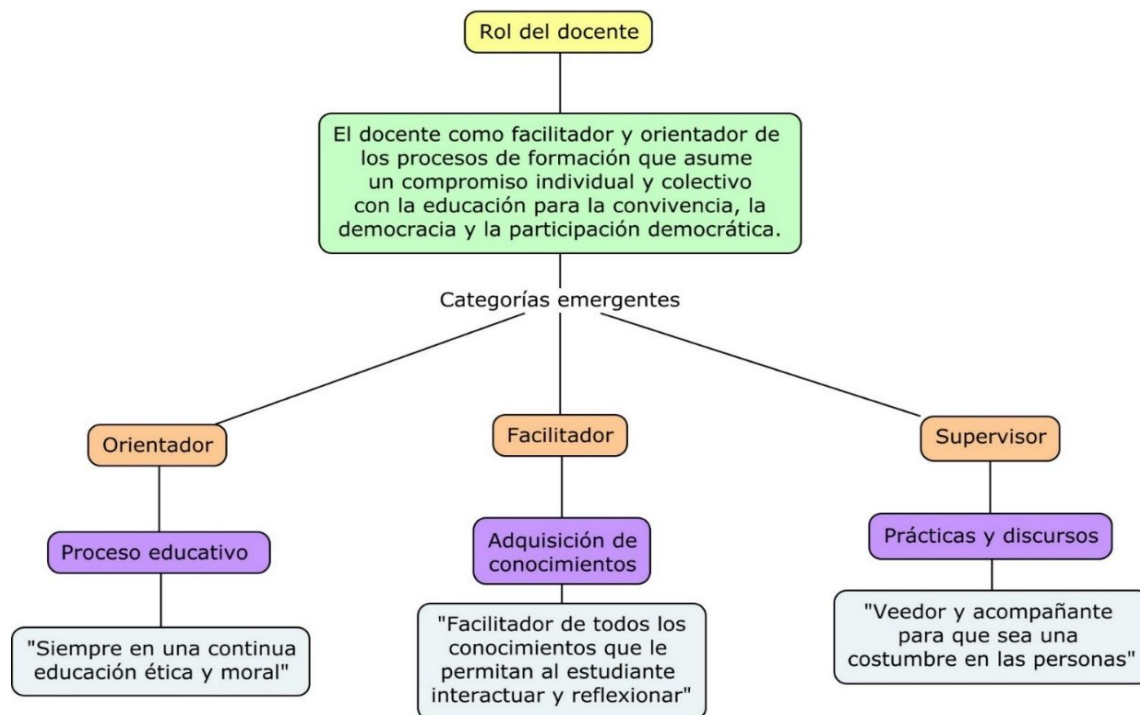 Rol del docente
El docente como facilitador y orientador de
los procesos de formación que asume
un compromiso individual y colectivo
con la educación para la convivencia, la
democracia y la participación democrática.
Categorías emergentes
Orientador
Proceso educativo
"Siempre en una continua
educación ética y moral"
Facilitador
Adquisición de
conocimientos
"Facilitador de todos los
conocimientos que le
permitan al estudiante
interactuar y reflexionar"
Supervisor
Prácticas y discursos
"Veedor y acompañante
para que sea una
costumbre en las personas"